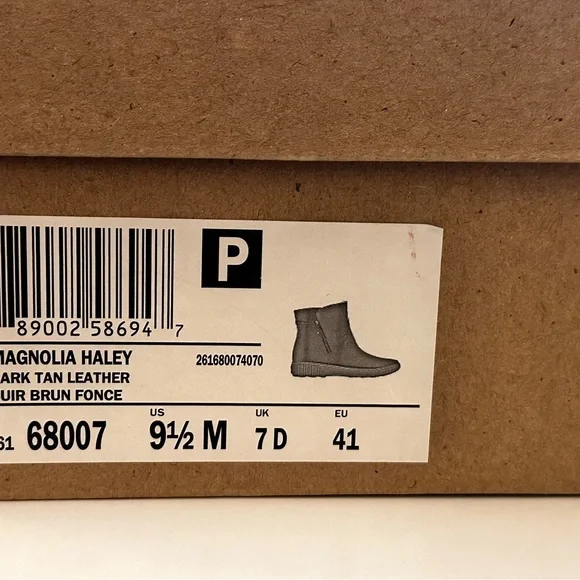 P
89002 58694 7
MAGNOLIA HALEY 261680074070
ARK TAN LEATHER
UIR BRUN FONCE
US UK EU
61 68007 9½ M 7 D 41